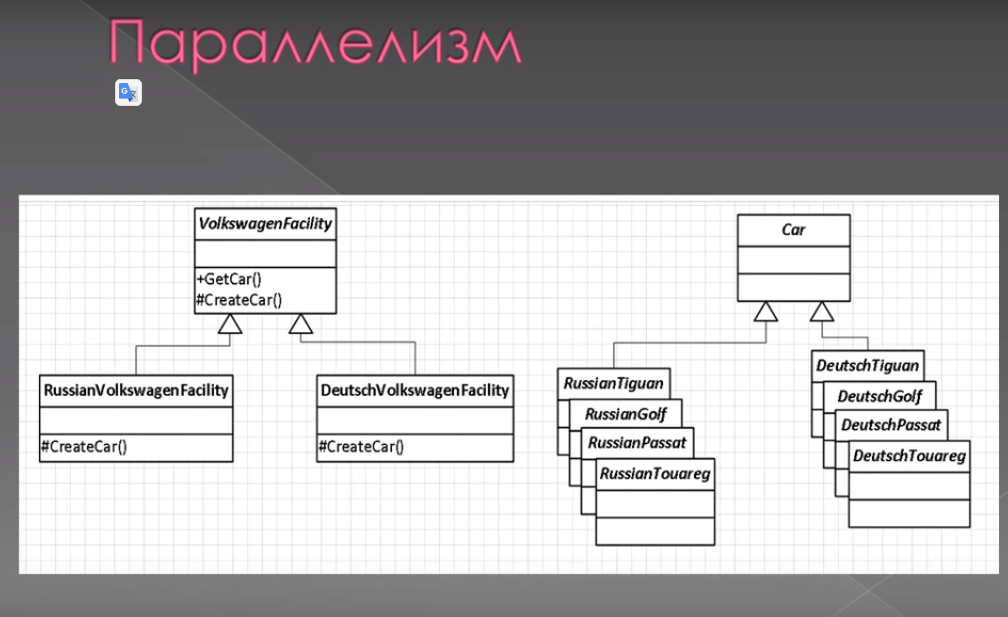 Параллелизм
VolkswagenFacility
+GetCar()
#CreateCar()
RussianVolkswagenFacility
#CreateCar()
DeutschVolkswagenFacility
#CreateCar()
Car
RussianTiguan
RussianGolf
RussianPassat
RussianTouareg
DeutschTiguan
DeutschGolf
DeutschPassat
DeutschTouareg